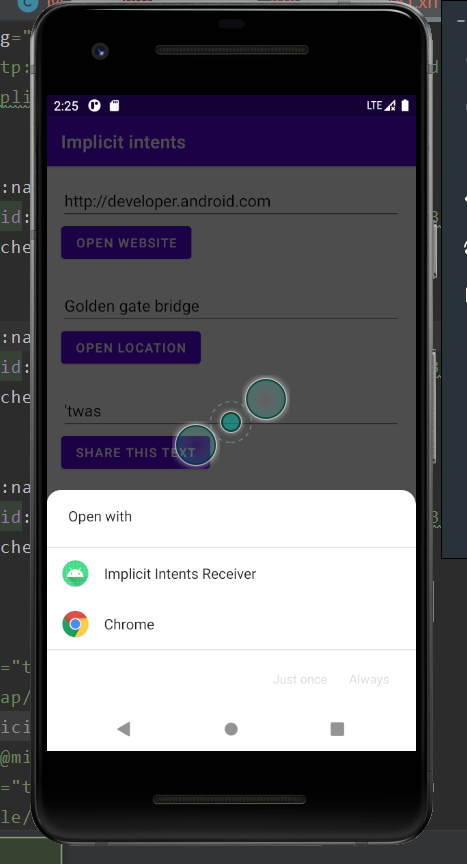 g="
tp:
pli
2:25
LTE
Implicit intents
http://developer.android.com
:na
id:
che
OPEN WEBSITE
Golden gate bridge
:na
OPEN LOCATION
id:
che
'twas
SHARE THIS TEXT
:na
id:
che
Open with
Implicit Intents Receiver
Chrome
="t
Just once
Always
ap/
ici
@mi
="t
le/